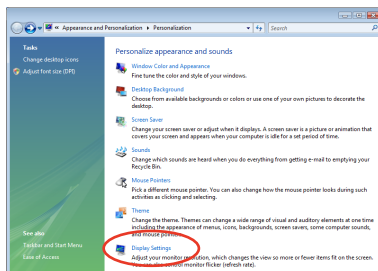 « Appearance and Personalization ▸ Personalization
Search
Tasks
Change desktop icons
Adjust font size (DPI)
Personalize appearance and sounds
Window Color and Appearance
Fine tune the color and style of your windows.
Desktop Background
Choose from available backgrounds or colors or use one of your own pictures to decorate the
desktop.
Screen Saver
Change your screen saver or adjust when it displays. A screen saver is a picture or animation that
covers your screen and appears when your computer is idle for a set period of time.
Sounds
Change which sounds are heard when you do everything from getting e-mail to emptying your
Recycle Bin.
Mouse Pointers
Pick a different mouse pointer. You can also change how the mouse pointer looks during such
activities as clicking and selecting.
Theme
Change the theme. Themes can change a wide range of visual and auditory elements at one time
including the appearance of menus, icons, backgrounds, screen savers, some computer sounds,
and mouse pointers.
Display Settings
Adjust your monitor resolution, which changes the view so more or fewer items fit on the screen.
You can also control monitor flicker (refresh rate).
See also
Taskbar and Start Menu
Ease of Access